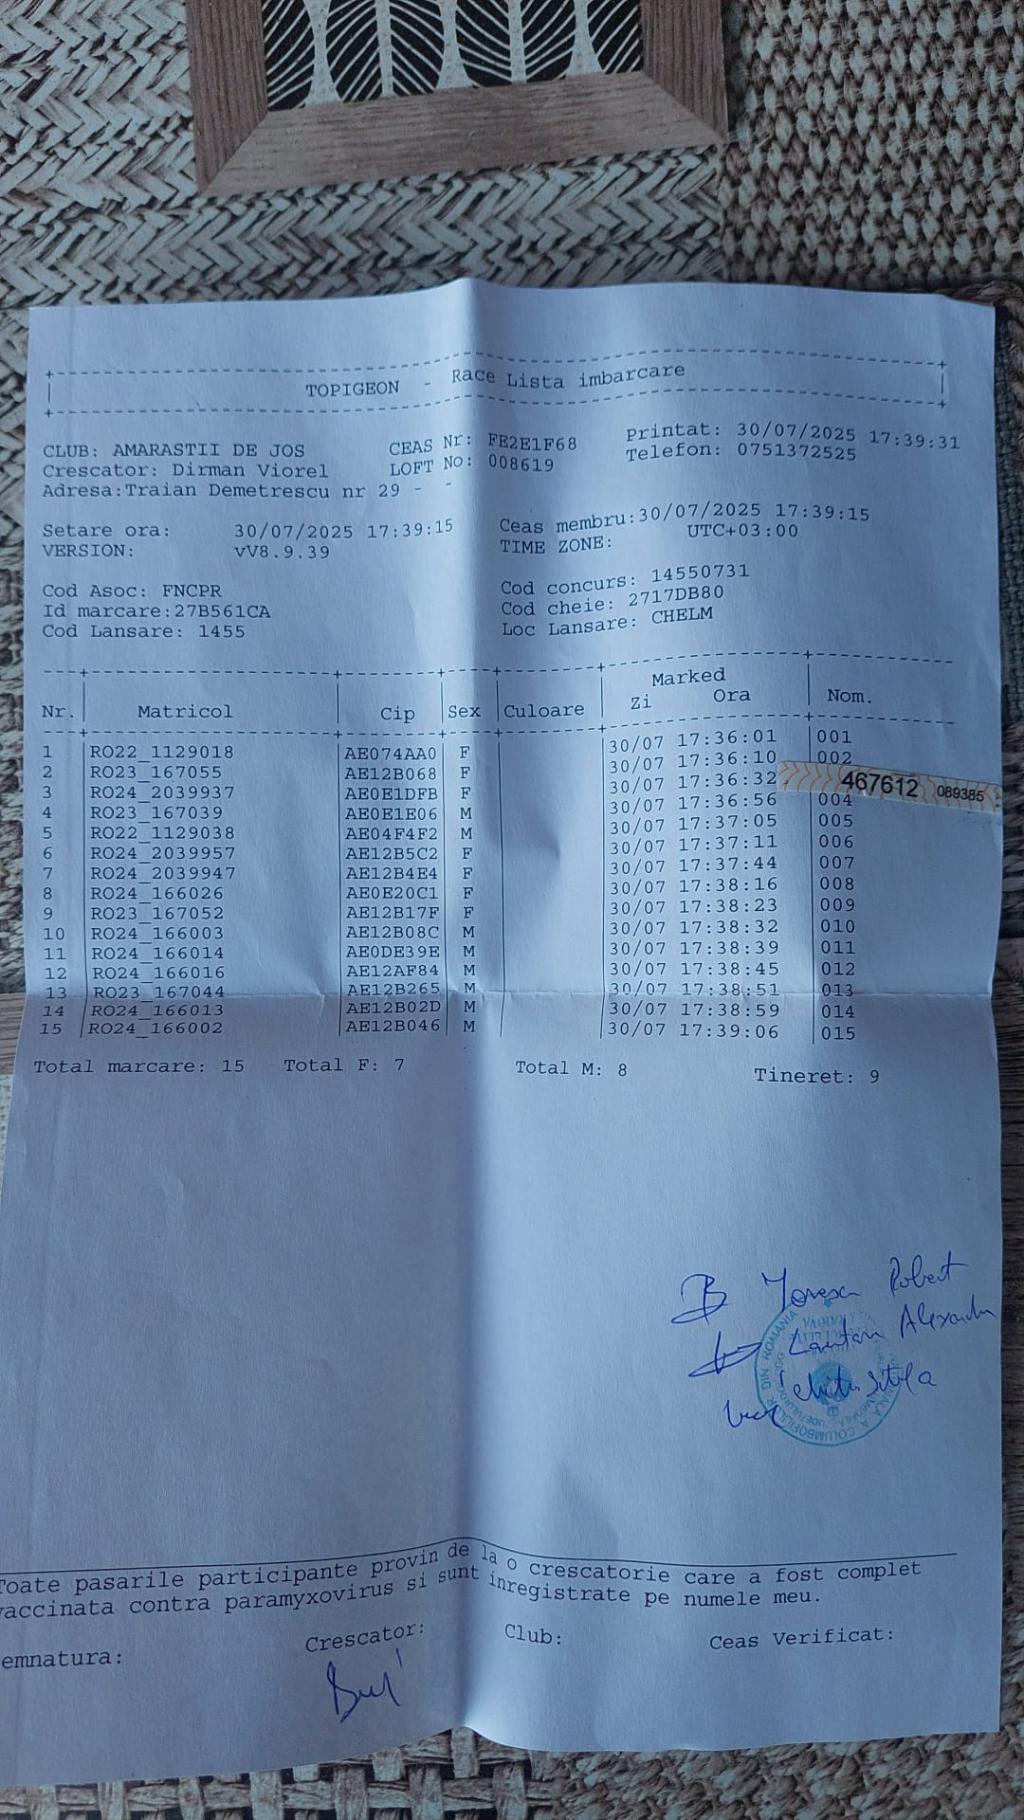 TOPIGEON - Race Lista imbarcare
CLUB: AMARASTII DE JOS CEAS Nr: FE2E1F68 Printat: 30/07/2025 17:39:31
Crescator: Dirman Viorel LOFT No: 008619 Telefon: 0751372525
Adresa:Traian Demetrescu nr 29 - -
Setare ora: 30/07/2025 17:39:15 Ceas membru:30/07/2025 17:39:15
VERSION: vV8.9.39 TIME ZONE: UTC+03:00
Cod Asoc: FNCPR Cod concurs: 14550731
Id marcare:27B561CA Cod cheie: 2717DB80
Cod Lansare: 1455 Loc Lansare: CHELM
Marked
Nr. Matricol Cip Sex Culoare Zi Ora Nom.
1 RO22_1129018 AE074AA0 F 30/07 17:36:01 001
2 RO23_167055 AE12B068 F 30/07 17:36:10 002
3 RO24_2039937 AE0E1DFB F 30/07 17:36:32 467612 089385
4 RO23_167039 AE0E1E06 M 30/07 17:36:56 004
5 RO22_1129038 AE04F4F2 M 30/07 17:37:05 005
6 RO24_2039957 AE12B5C2 F 30/07 17:37:11 006
7 RO24_2039947 AE12B4E4 F 30/07 17:37:44 007
8 RO24_166026 AE0E20C1 F 30/07 17:38:16 008
9 RO23_167052 AE12B17F F 30/07 17:38:23 009
10 RO24_166003 AE12B08C M 30/07 17:38:32 010
11 RO24_166014 AE0DE39E M 30/07 17:38:39 011
12 RO24_166016 AE12AF84 M 30/07 17:38:45 012
13 RO23_167044 AE12B265 M 30/07 17:38:51 013
14 RO24_166013 AE12B02D M 30/07 17:38:59 014
15 RO24_166002 AE12B046 M 30/07 17:39:06 015
Total marcare: 15 Total F: 7 Total M: 8 Tineret: 9
Robert
Alexandru
DIN ROMANIA
Toate pasarile participante provin de la o crescatorie care a fost complet
vaccinata contra paramyxovirus si sunt inregistrate pe numele meu.
emnatura: Crescator: Club: Ceas Verificat: